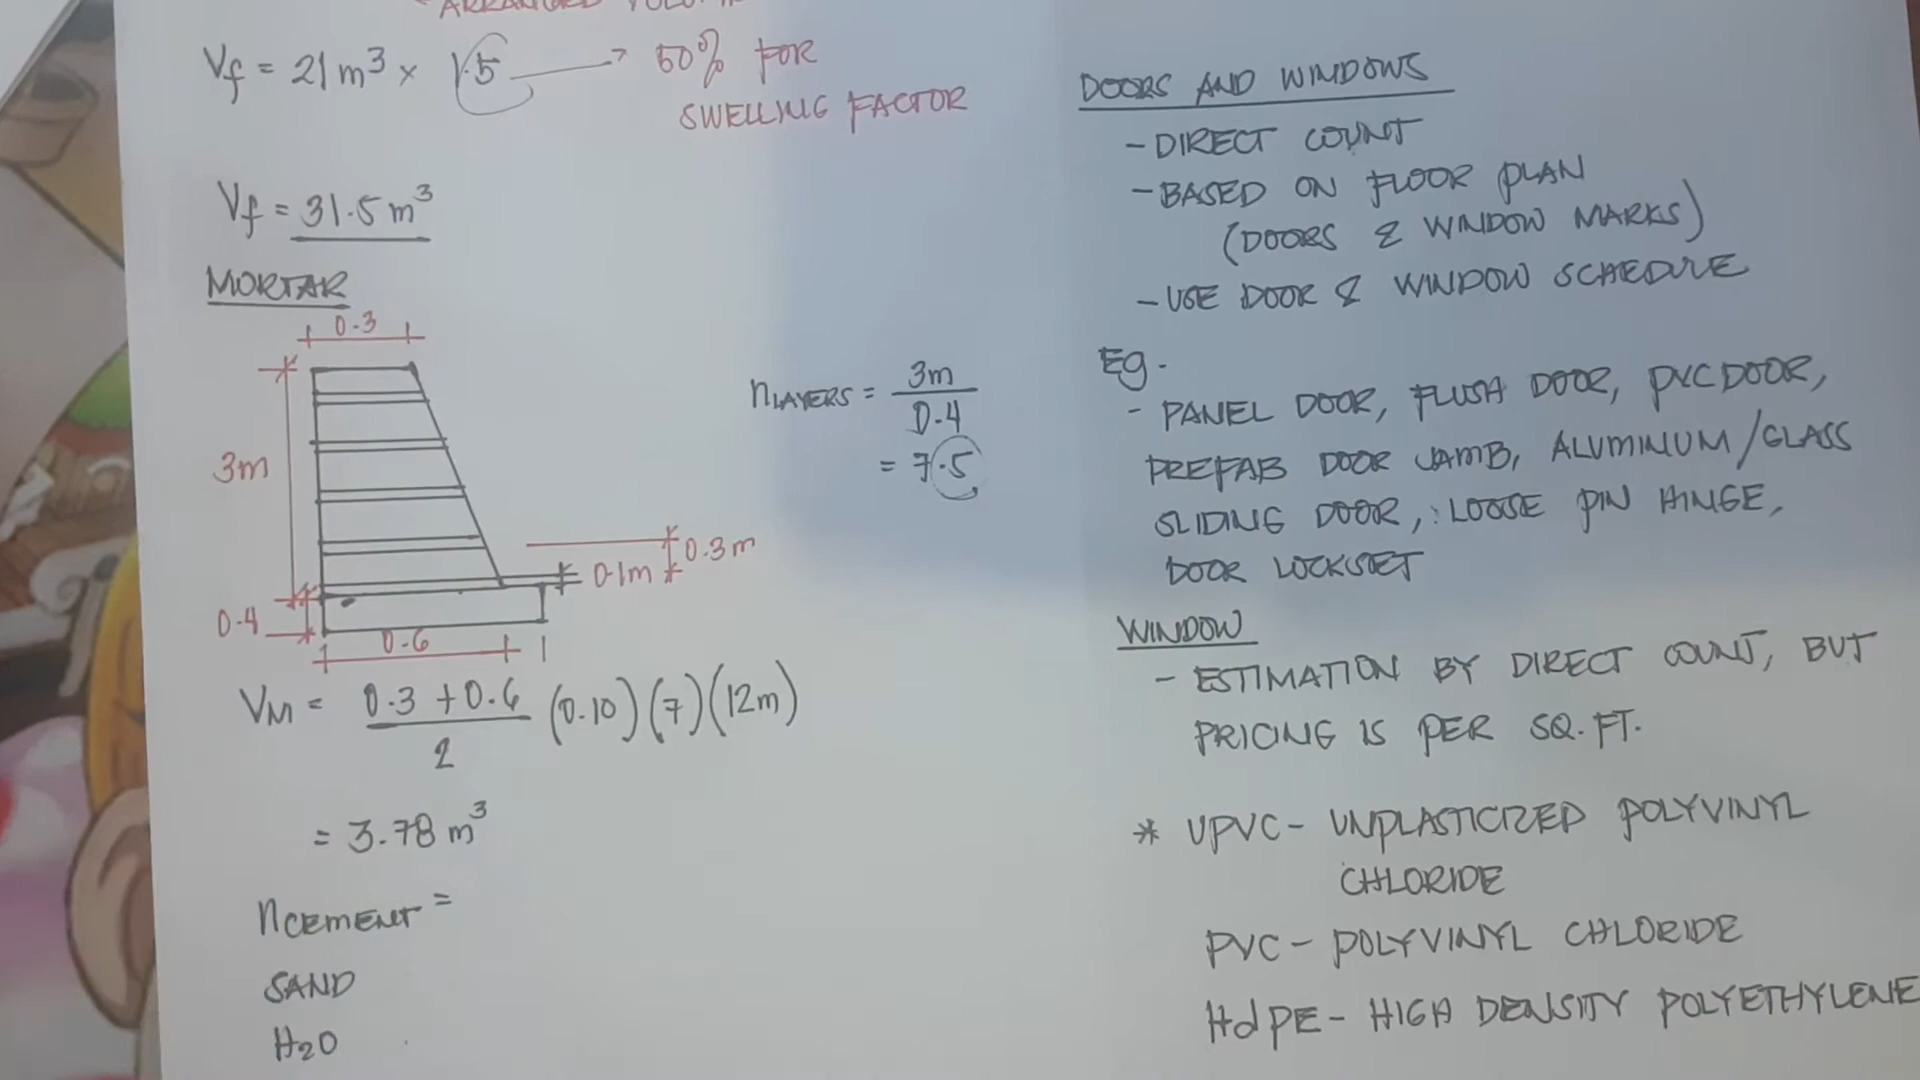 Vf = 21 m³ × 1.5 → 50% FOR
SWELLING FACTOR
Vf = 31.5 m³
MORTAR
0.3
3m
0.4
0.6
1
0.1m
0.3m
nLAYERS = 3m / 0.4
= 7.5
VM = 0.3 + 0.6 / 2 (0.10)(7)(12m)
= 3.78 m³
nCEMENT =
SAND
H2O
DOORS AND WINDOWS
- DIRECT COUNT
- BASED ON FLOOR PLAN
(DOORS & WINDOW MARKS)
- USE DOOR & WINDOW SCHEDULE
Eg.
- PANEL DOOR, FLUSH DOOR, PVC DOOR,
PREFAB DOOR JAMB, ALUMINUM/GLASS
SLIDING DOOR, LOOSE PIN HINGE,
DOOR LOCKSET
WINDOW
- ESTIMATION BY DIRECT COUNT, BUT
PRICING IS PER SQ. FT.
* UPVC - UNPLASTICIZED POLYVINYL
CHLORIDE
PVC - POLYVINYL CHLORIDE
HdPE - HIGH DENSITY POLYETHYLENE